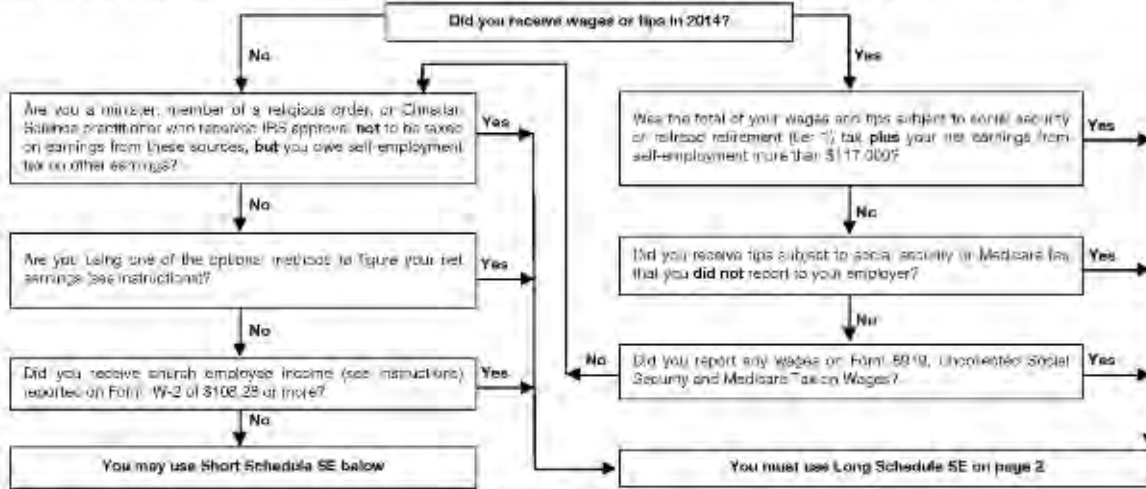 Did you receive wages or tips in 2014?
No
Yes
Are you a minister, member of a religious order, or Christian
Science practitioner who received IRS approval not to be taxed
on earnings from these sources, but you owe self-employment
tax on other earnings?
Yes
No
Are you using one of the optional methods to figure your net
earnings (see instructions)?
Yes
No
Did you receive church employee income (see instructions)
reported on Form W-2 of $108.28 or more?
Yes
No
You may use Short Schedule SE below
Was the total of your wages and tips subject to social security
or railroad retirement (tier 1) tax plus your net earnings from
self-employment more than $117,000?
Yes
No
Did you receive tips subject to social security or Medicare tax
that you did not report to your employer?
Yes
No
No
Did you report any wages on Form 8919, Uncollected Social
Security and Medicare Tax on Wages?
Yes
You must use Long Schedule SE on page 2